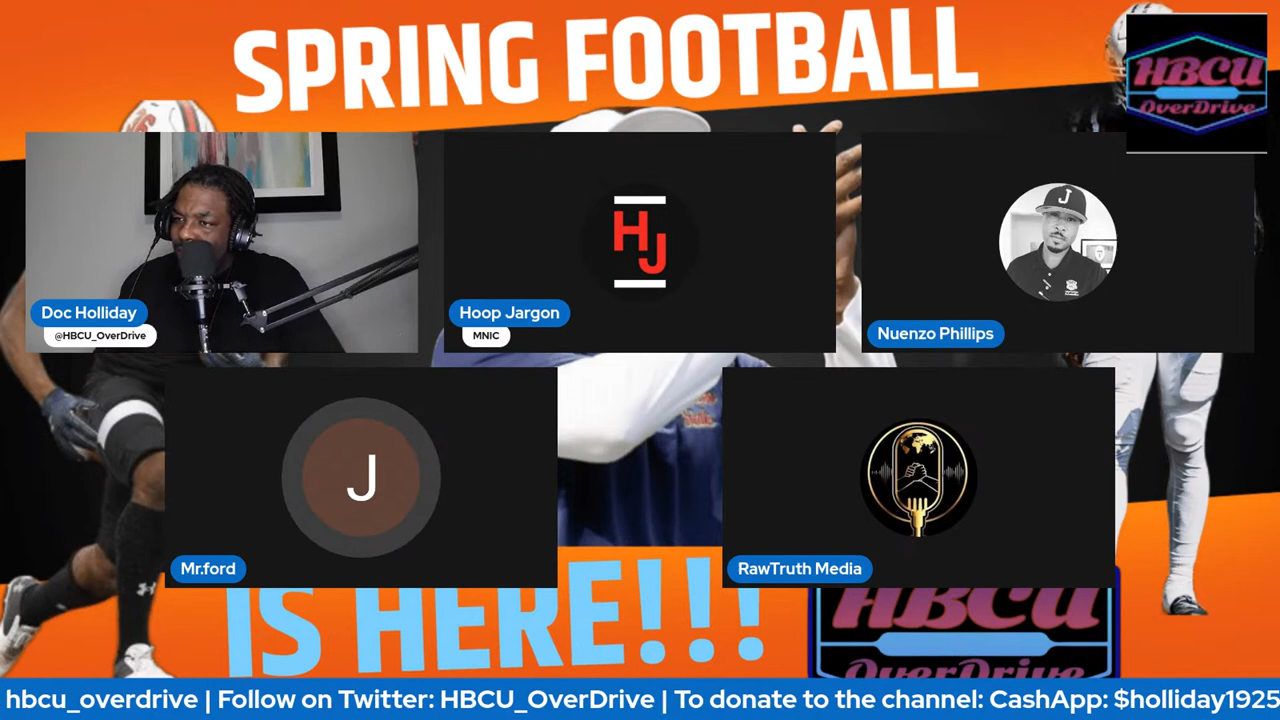 SPRING FOOTBALL
HBCU
OverDrive
Doc Holliday
@HBCU_OverDrive
HJ
Hoop Jargon
MNIC
J
Nuenzo Phillips
J
Mr.ford
RawTruth Media
IS HERE!!!
HBCU
OverDrive
hbcu_overdrive | Follow on Twitter: HBCU_OverDrive | To donate to the channel: CashApp: $holliday1925